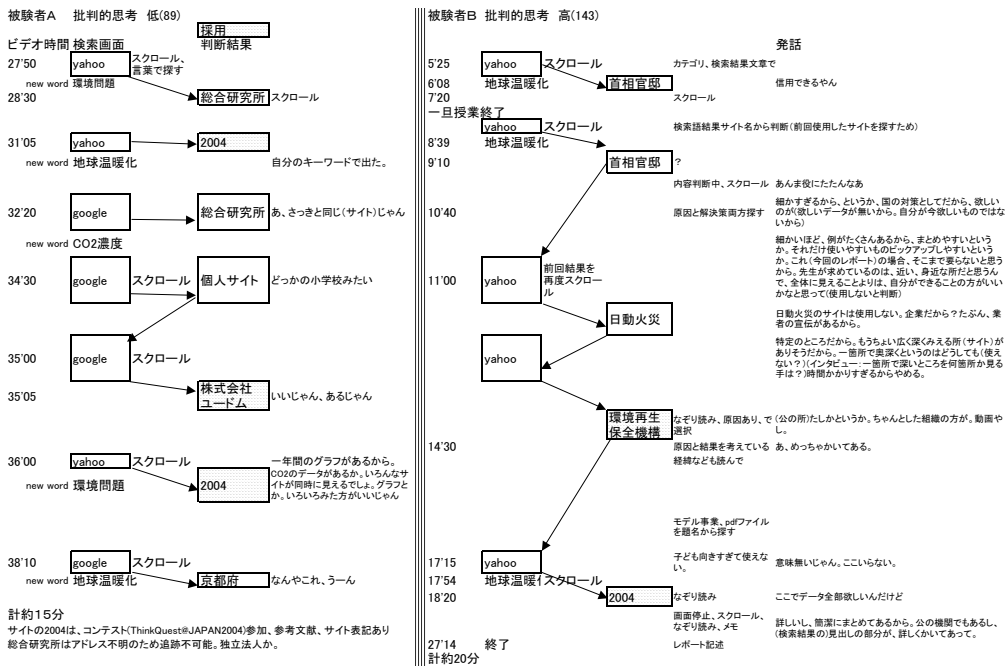 被験者A 批判的思考 低(89)
採用
ビデオ時間 検索画面 判断結果
27'50 yahoo スクロール、
言葉で探す
new word 環境問題
28'30 総合研究所 スクロール
31'05 yahoo 2004
new word 地球温暖化 自分のキーワードで出た。
32'20 google 総合研究所 あ、さっきと同じ(サイト)じゃん
new word CO2濃度
34'30 google スクロール 個人サイト どっかの小学校みたい
35'00 google スクロール
35'05 株式会社
ユードム いいじゃん、あるじゃん
36'00 yahoo スクロール 一年間のグラフがあるから。
new word 環境問題 2004 CO2のデータがあるか。いろんなサ
イトが同時に見えるでしょ。グラフと
か。いろいろみた方がいいじゃん
38'10 google スクロール
new word 地球温暖化 京都府 なんやこれ、うーん
計約15分
サイトの2004は、コンテスト(ThinkQuest@JAPAN2004)参加、参考文献、サイト表記あり
総合研究所はアドレス不明のため追跡不可能。独立法人か。
被験者B 批判的思考 高(143)
発話
5'25 yahoo スクロール カテゴリ、検索結果文章で
6'08 地球温暖化 首相官邸 信用できるやん
7'20 スクロール
一旦授業終了
yahoo スクロール 検索語結果サイト名から判断(前回使用したサイトを探すため)
8'39 地球温暖化
9'10 首相官邸 ?
内容判断中、スクロール あんま役にたたんなあ
10'40 原因と解決策両方探す 細かすぎるから、というか、国の対策としてだから、欲しい
のが(欲しいデータが無いから。自分が今欲しいものではな
いから)
細かいほど、例がたくさんあるから、まとめやすいという
か。それだけ使いやすいものピックアップしやすいという
か。これ(今回のレポート)の場合、そこまで要らないと思う
から。先生が求めているのは、近い、身近な所だと思うん
で、全体に見えることよりは、自分ができることの方がいい
かなと思って(使用しないと判断)
11'00 yahoo 前回結果を
再度スクロー
ル
日動火災 日動火災のサイトは使用しない。企業だから?たぶん、業
者の宣伝があるから。
yahoo 特定のところだから。もうちょい広く深くみえる所(サイト)が
ありそうだから。一箇所で奥深くというのはどうしても(使え
ない?)(インタビュー:一箇所で深いところを何箇所か見る
手は?)時間かかりすぎるからやめる。
環境再生
保全機構 なぞり読み、原因あり、で
選択 (公の所)たしかというか。ちゃんとした組織の方が。動画や
し。
14'30 原因と結果を考えている あ、めっちゃかいてある。
経緯なども読んで
モデル事業、pdfファイル
を題名から探す
17'15 yahoo 子ども向きすぎて使えな
い。 意味無いじゃん。ここいらない。
17'54 地球温暖化 スクロール
18'20 2004 なぞり読み ここでデータ全部欲しいんだけど
画面停止、スクロール、
なぞり読み、メモ 詳しいし、簡潔にまとめてあるから。公の機関でもあるし、
(検索結果の)見出しの部分が、詳しくかいてあって。
27'14 終了 レポート記述
計約20分